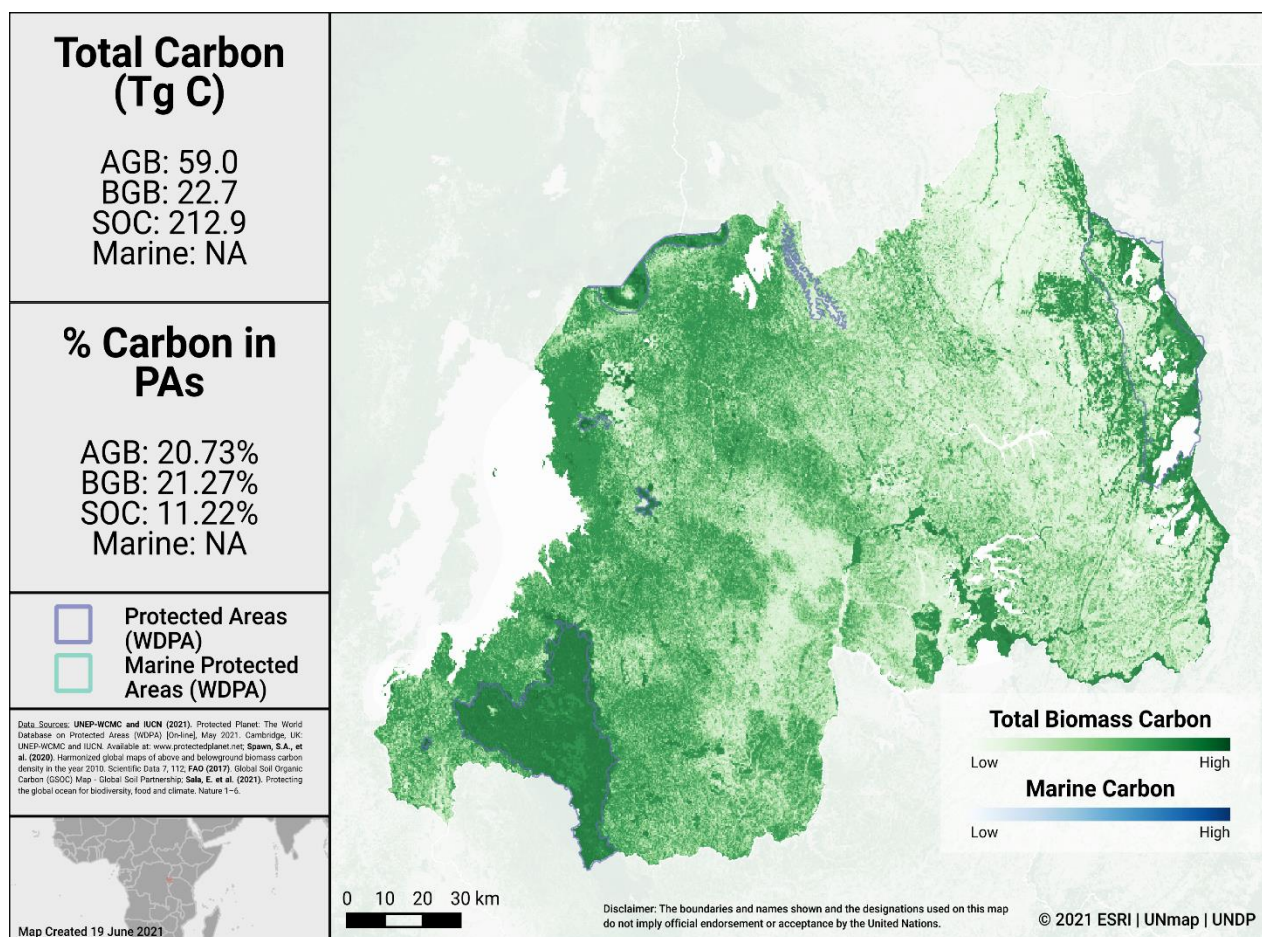 Total Carbon
(Tg C)
AGB: 59.0
BGB: 22.7
SOC: 212.9
Marine: NA
% Carbon in
PAs
AGB: 20.73%
BGB: 21.27%
SOC: 11.22%
Marine: NA
Protected Areas
(WDPA)
Marine Protected
Areas (WDPA)
Data Sources: UNEP-WCMC and IUCN (2021). Protected Planet: The World
Database on Protected Areas (WDPA) [On-line], May 2021. Cambridge, UK:
UNEP-WCMC and IUCN. Available at: www.protectedplanet.net; Spawn, S.A., et
al. (2020). Harmonized global maps of above and belowground biomass carbon
density in the year 2010. Scientific Data 7, 112; FAO (2017). Global Soil Organic
Carbon (GSOC) Map - Global Soil Partnership; Sala, E. et al. (2021). Protecting
the global ocean for biodiversity, food and climate. Nature 1–6.
Map Created 19 June 2021
Total Biomass Carbon
Low High
Marine Carbon
Low High
0 10 20 30 km
Disclaimer: The boundaries and names shown and the designations used on this map
do not imply official endorsement or acceptance by the United Nations.
© 2021 ESRI | UNmap | UNDP